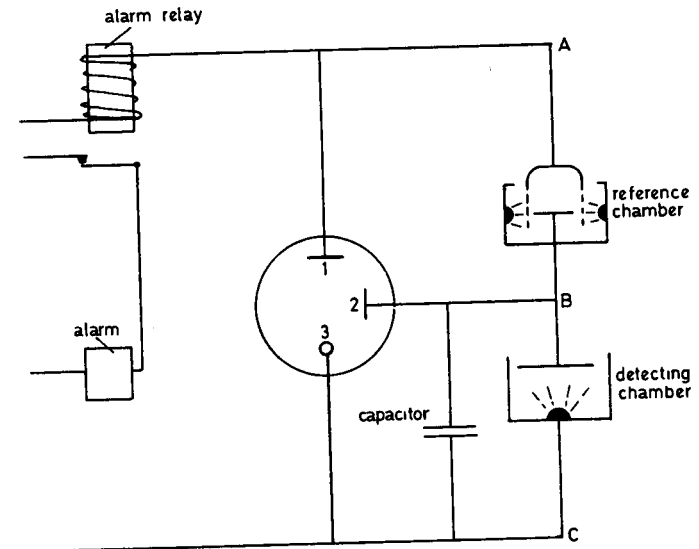 alarm relay
A
reference
chamber
1
2
B
3
alarm
detecting
chamber
capacitor
C